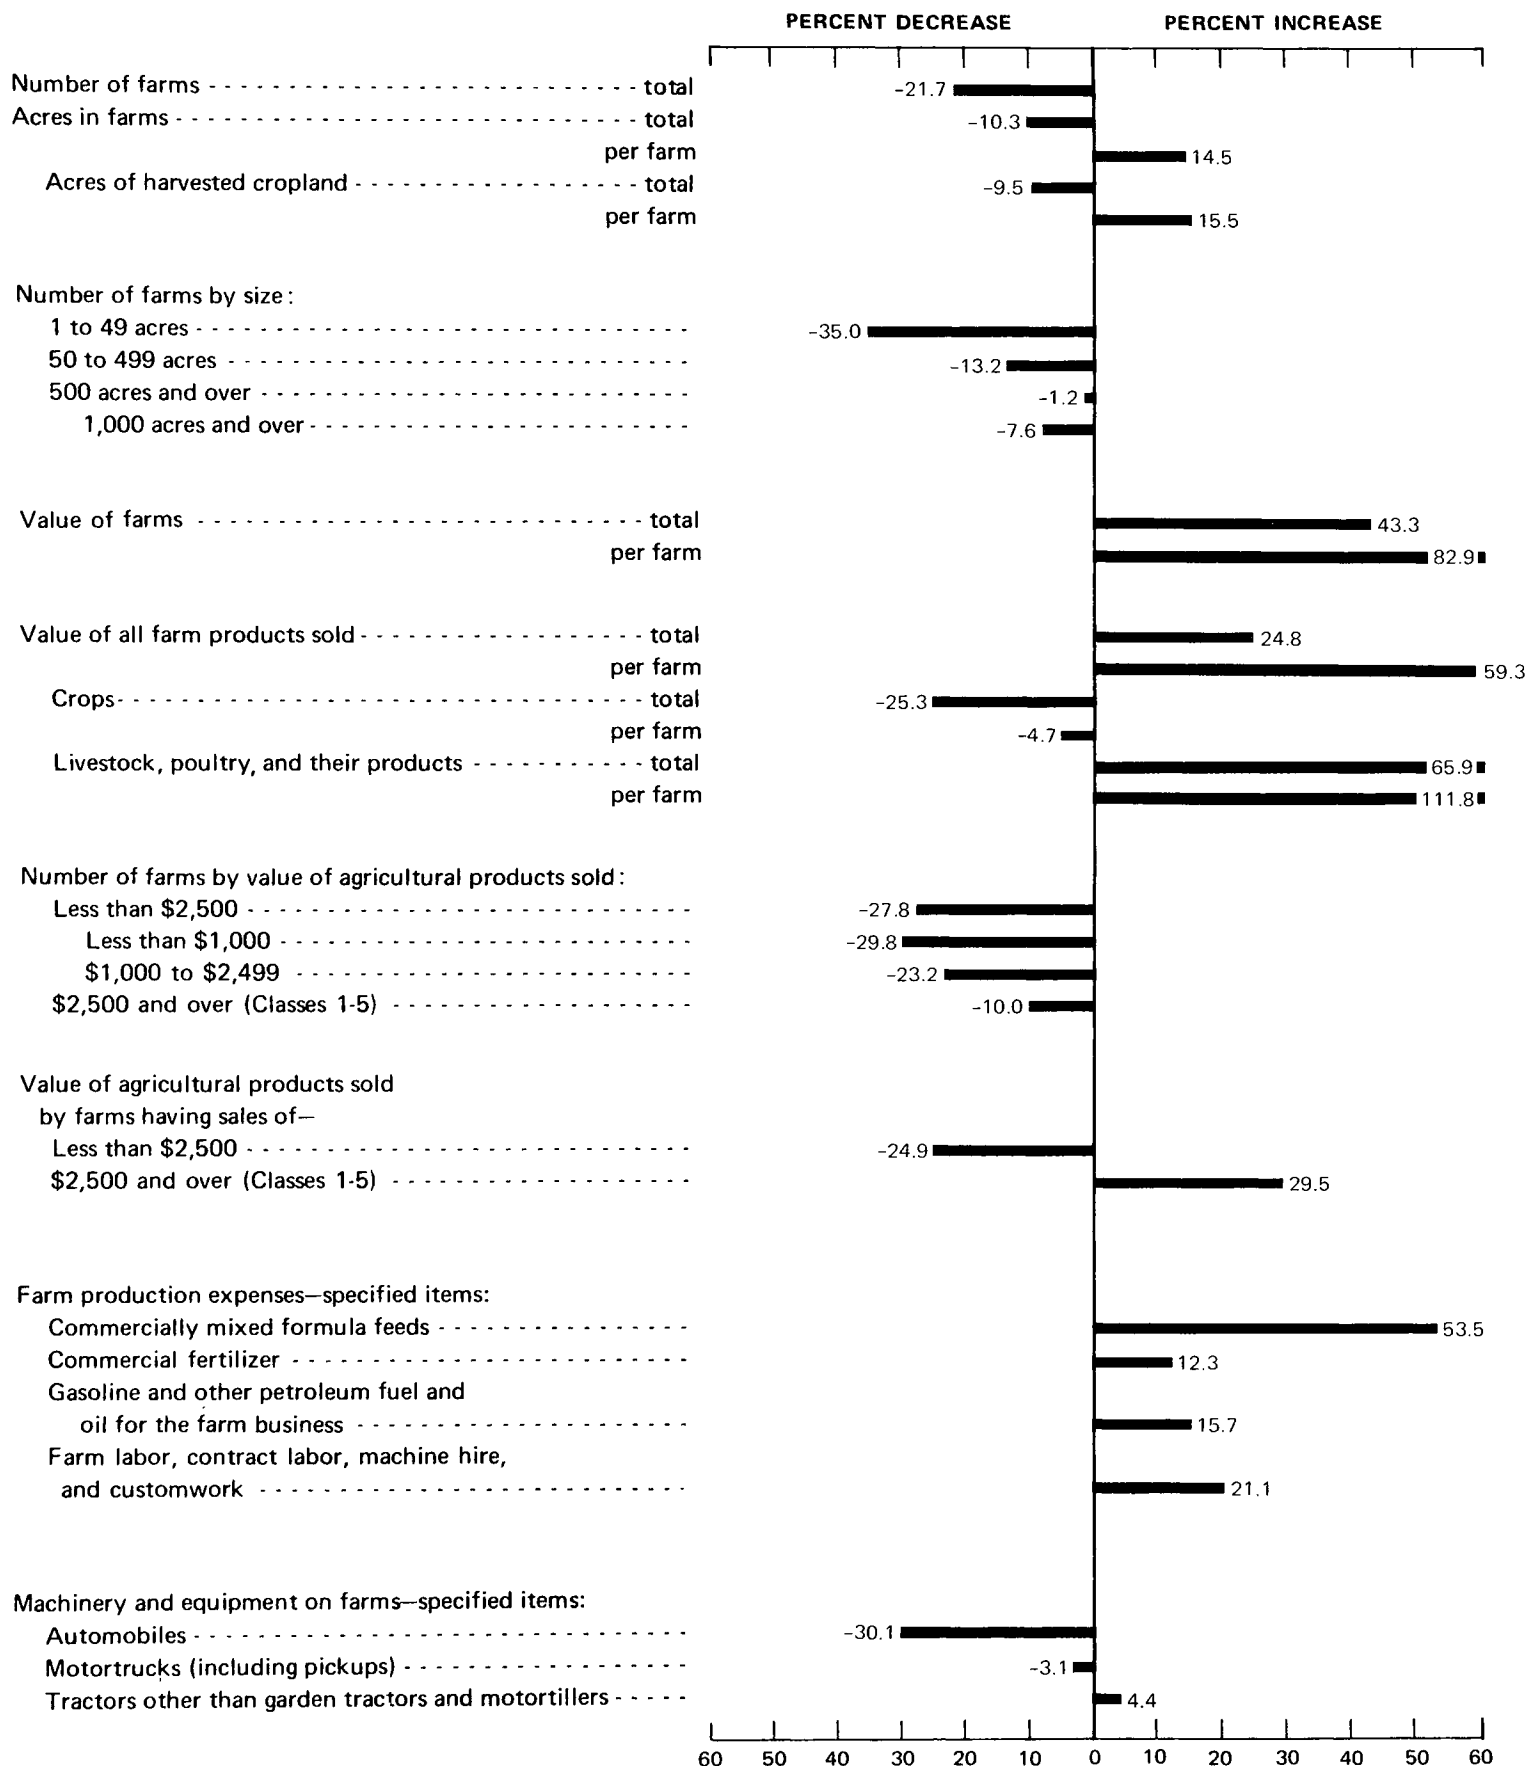 PERCENT DECREASE PERCENT INCREASE
Number of farms - - - - - - - - - - - - - - - - - - - - - - - - - - - total -21.7
Acres in farms - - - - - - - - - - - - - - - - - - - - - - - - - - - - - total -10.3
per farm 14.5
Acres of harvested cropland - - - - - - - - - - - - - - - - - - total -9.5
per farm 15.5
Number of farms by size:
1 to 49 acres - - - - - - - - - - - - - - - - - - - - - - - - - - - - - - -35.0
50 to 499 acres - - - - - - - - - - - - - - - - - - - - - - - - - - - - -13.2
500 acres and over - - - - - - - - - - - - - - - - - - - - - - - - - - -1.2
1,000 acres and over - - - - - - - - - - - - - - - - - - - - - - - -7.6
Value of farms - - - - - - - - - - - - - - - - - - - - - - - - - - - - total 43.3
per farm 82.9
Value of all farm products sold - - - - - - - - - - - - - - - - - - total 24.8
per farm 59.3
Crops - - - - - - - - - - - - - - - - - - - - - - - - - - - - - - - - - total -25.3
per farm -4.7
Livestock, poultry, and their products - - - - - - - - - - - total 65.9
per farm 111.8
Number of farms by value of agricultural products sold:
Less than $2,500 - - - - - - - - - - - - - - - - - - - - - - - - - - - -27.8
Less than $1,000 - - - - - - - - - - - - - - - - - - - - - - - - - -29.8
$1,000 to $2,499 - - - - - - - - - - - - - - - - - - - - - - - - - -23.2
$2,500 and over (Classes 1-5) - - - - - - - - - - - - - - - - - - - -10.0
Value of agricultural products sold
by farms having sales of—
Less than $2,500 - - - - - - - - - - - - - - - - - - - - - - - - - - - -24.9
$2,500 and over (Classes 1-5) - - - - - - - - - - - - - - - - - - - 29.5
Farm production expenses—specified items:
Commercially mixed formula feeds - - - - - - - - - - - - - - - - 53.5
Commercial fertilizer - - - - - - - - - - - - - - - - - - - - - - - - - 12.3
Gasoline and other petroleum fuel and
oil for the farm business - - - - - - - - - - - - - - - - - - - - - 15.7
Farm labor, contract labor, machine hire,
and customwork - - - - - - - - - - - - - - - - - - - - - - - - - - - 21.1
Machinery and equipment on farms—specified items:
Automobiles - - - - - - - - - - - - - - - - - - - - - - - - - - - - - - - -30.1
Motortrucks (including pickups) - - - - - - - - - - - - - - - - - - -3.1
Tractors other than garden tractors and motortillers - - - - - 4.4
60 50 40 30 20 10 0 10 20 30 40 50 60